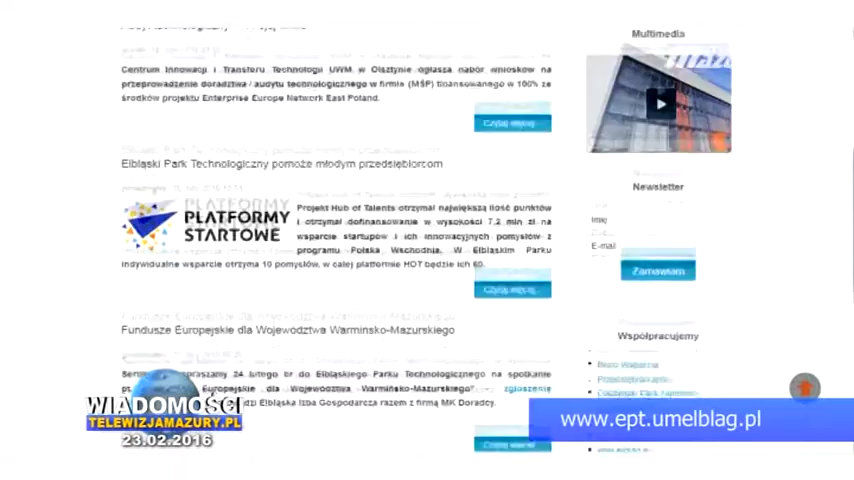 Multimedia
Centrum Innowacji i Transferu Technologii UWM w Olsztynie ogłasza nabór wniosków na
przeprowadzenie doradztwa / audytu technologicznego w firmie (MŚP) finansowanego w 100% ze
środków projektu Enterprise Europe Network East Poland.
Czytaj więcej
Elbląski Park Technologiczny pomoże młodym przedsiębiorcom
PLATFORMY
STARTOWE
Projekt Hub of Talents otrzymał największą ilość punktów
i otrzymał dofinansowanie w wysokości 7,2 mln zł na
wsparcie startupów i ich innowacyjnych pomysłów z
programu Polska Wschodnia. W Elbląskim Parku
indywidualne wsparcie otrzyma 10 pomysłów, w całej platformie HOT będzie ich 60.
Czytaj więcej
Newsletter
Imię
E-mail
Zamawiam
Fundusze Europejskie dla Województwa Warmińsko-Mazurskiego
24 lutego br do Elbląskiego Parku Technologicznego na spotkanie
Europejskie dla Województwa Warmińsko-Mazurskiego" - zgłoszenie
Elbląska Izba Gospodarcza razem z firmą MK Doradcy.
Współpracujemy
WIADOMOŚCI
TELEWIZJAMAZURY.PL
23.02.2016
www.ept.umelblag.pl